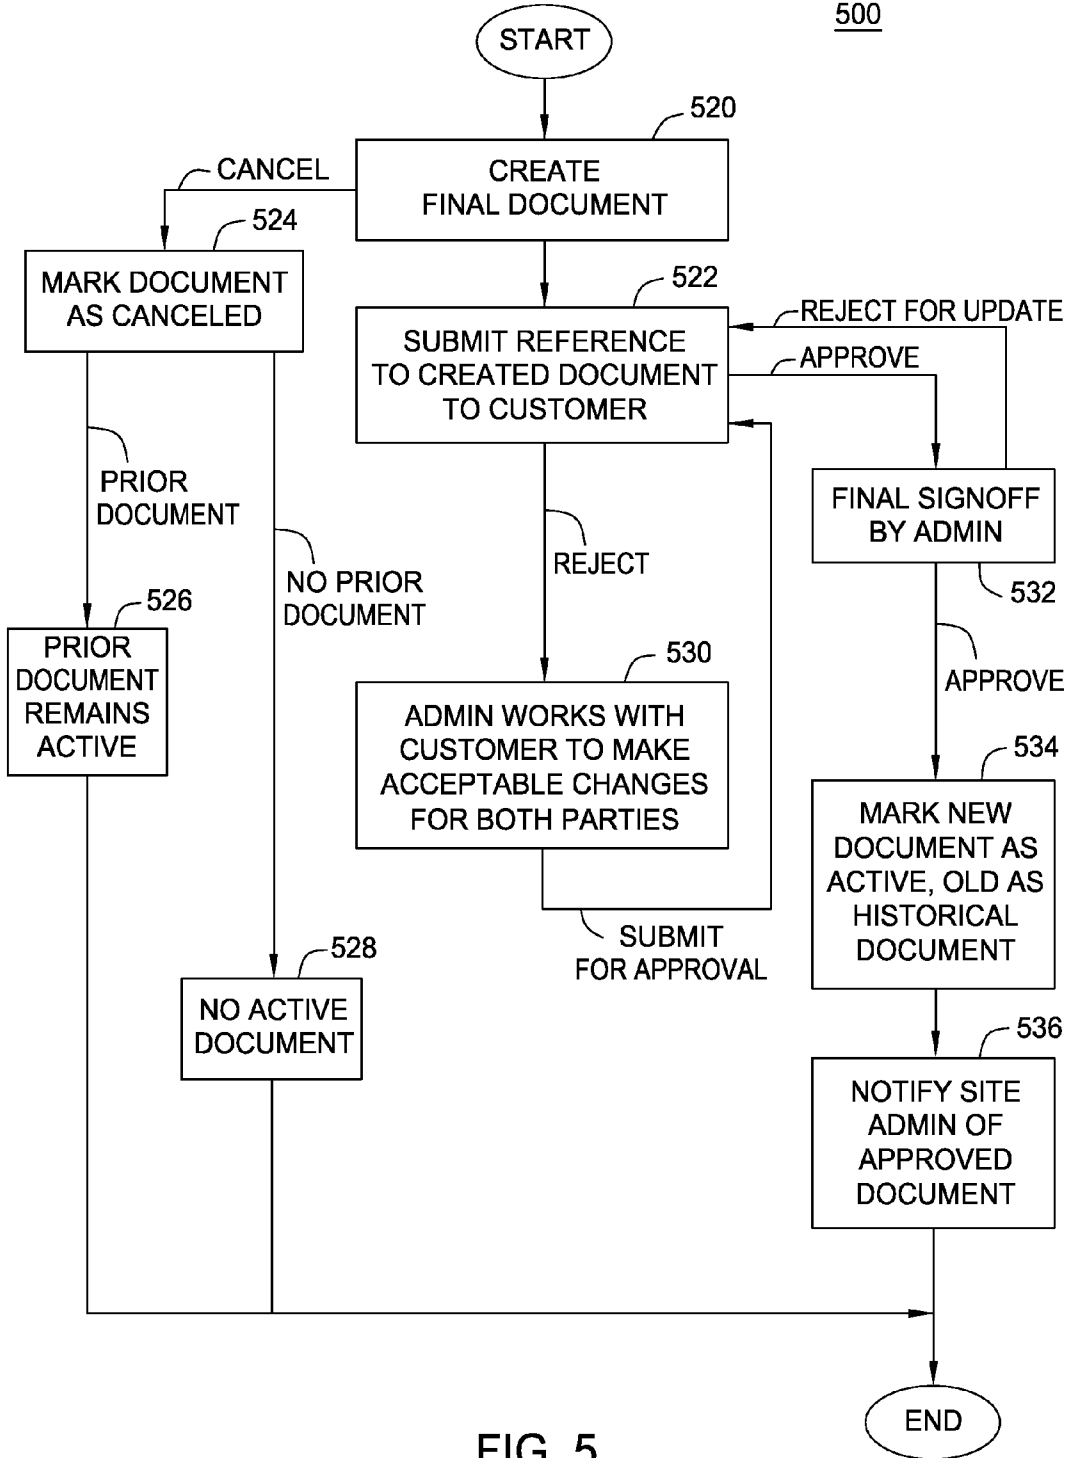 500
START
520
CREATE
FINAL DOCUMENT
CANCEL
524
MARK DOCUMENT
AS CANCELED
522
SUBMIT REFERENCE
TO CREATED DOCUMENT
TO CUSTOMER
REJECT FOR UPDATE
APPROVE
PRIOR
DOCUMENT
NO PRIOR
DOCUMENT
REJECT
FINAL SIGNOFF
BY ADMIN
532
526
PRIOR
DOCUMENT
REMAINS
ACTIVE
530
ADMIN WORKS WITH
CUSTOMER TO MAKE
ACCEPTABLE CHANGES
FOR BOTH PARTIES
APPROVE
534
MARK NEW
DOCUMENT AS
ACTIVE, OLD AS
HISTORICAL
DOCUMENT
SUBMIT
FOR APPROVAL
528
NO ACTIVE
DOCUMENT
536
NOTIFY SITE
ADMIN OF
APPROVED
DOCUMENT
END
FIG. 5